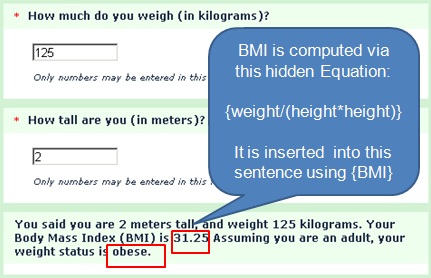 * How much do you weigh (in kilograms)?
125
Only numbers may be entered in this
* How tall are you (in meters)?
2
Only numbers may be entered in this
BMI is computed via
this hidden Equation:
{weight/(height*height)}
It is inserted into this
sentence using {BMI}
You said you are 2 meters tall, and weight 125 kilograms. Your
Body Mass Index (BMI) is 31.25 Assuming you are an adult, your
weight status is obese.